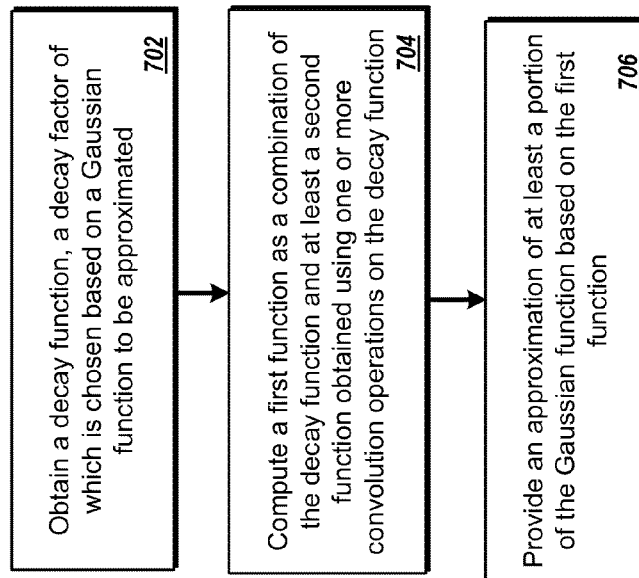 Obtain a decay function, a decay factor of
which is chosen based on a Gaussian
function to be approximated
702
Compute a first function as a combination of
the decay function and at least a second
function obtained using one or more
convolution operations on the decay function
704
Provide an approximation of at least a portion
of the Gaussian function based on the first
function
706